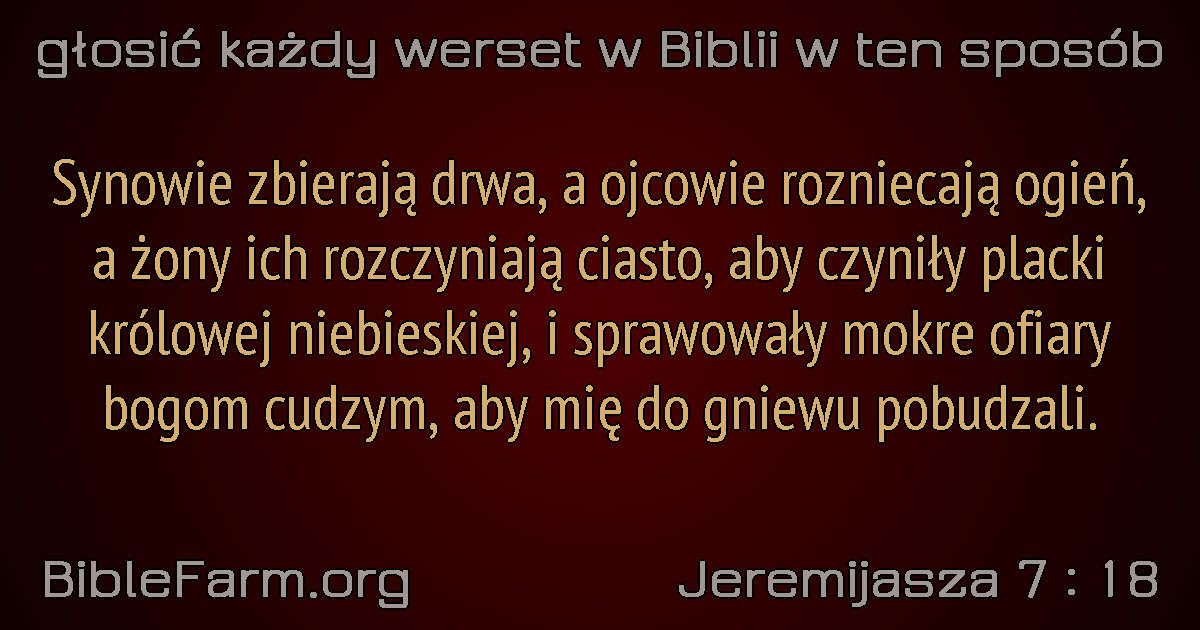 głosić każdy werset w Biblii w ten sposób
Synowie zbierają drwa, a ojcowie rozniecają ogień,
a żony ich rozczyniają ciasto, aby czyniły placki
królowej niebieskiej, i sprawowały mokre ofiary
bogom cudzym, aby mię do gniewu pobudzali.
BibleFarm.org
Jeremijasza 7 : 18